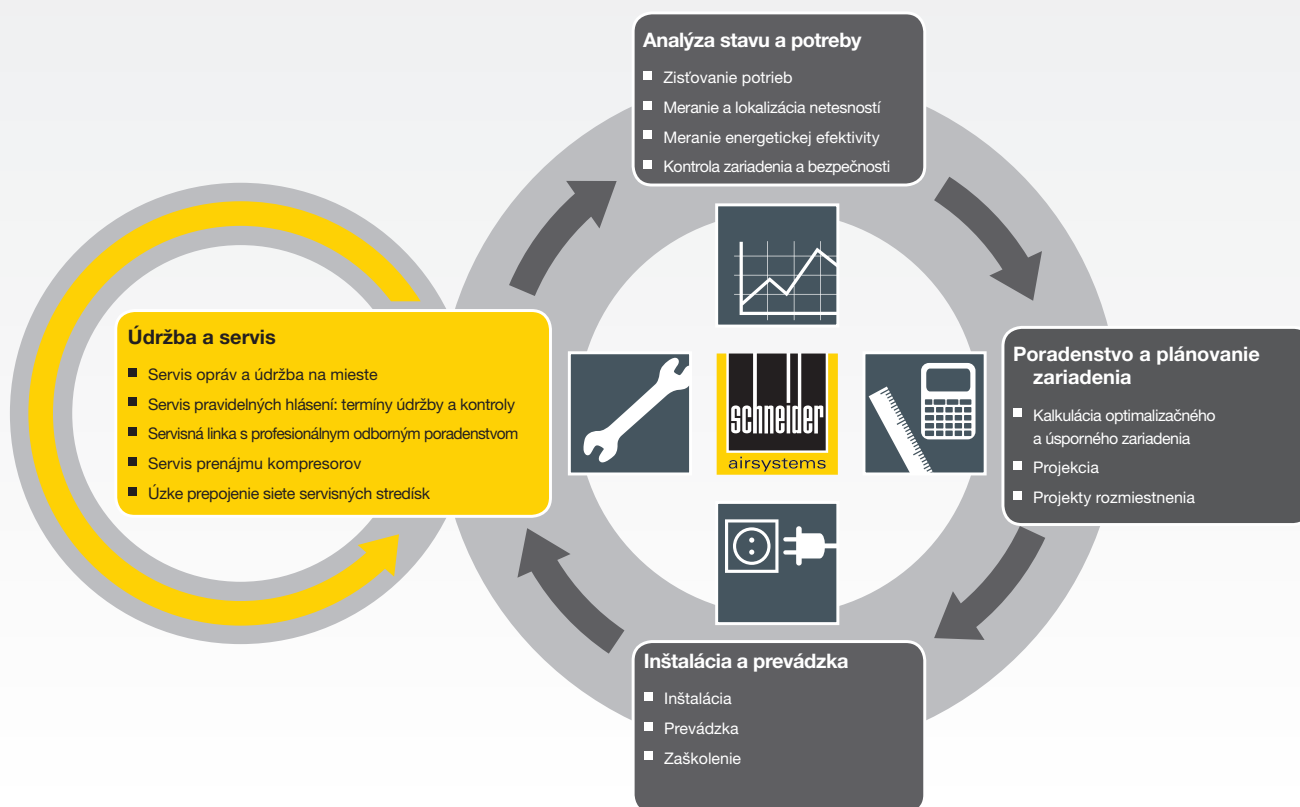 Analýza stavu a potreby
Zisťovanie potrieb
Meranie a lokalizácia netesností
Meranie energetickej efektivity
Kontrola zariadenia a bezpečnosti
Údržba a servis
Servis opráv a údržba na mieste
Servis pravidelných hlásení: termíny údržby a kontroly
Servisná linka s profesionálnym odborným poradenstvom
Servis prenájmu kompresorov
Úzke prepojenie siete servisných stredísk
schneider
airsystems
Poradenstvo a plánovanie
zariadenia
Kalkulácia optimalizačného
a úsporného zariadenia
Projekcia
Projekty rozmiestnenia
Inštalácia a prevádzka
Inštalácia
Prevádzka
Zaškolenie